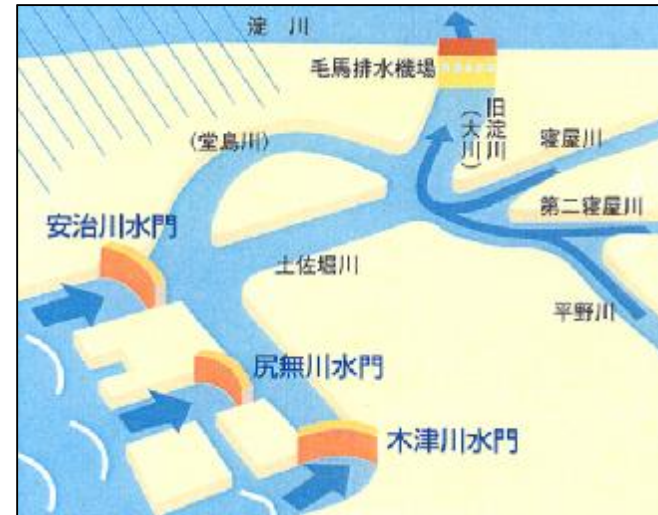 淀川
毛馬排水機場
旧淀川
(大川)
(堂島川)
寝屋川
第二寝屋川
安治川水門
土佐堀川
平野川
尻無川水門
木津川水門